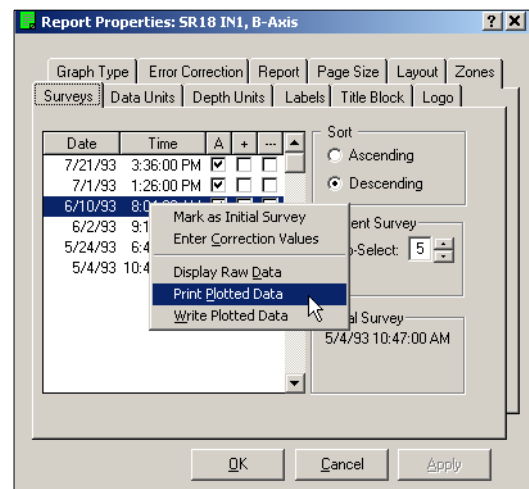 Report Properties: SR18 IN1, B-Axis
Graph Type Error Correction Report Page Size Layout Zones
Surveys Data Units Depth Units Labels Title Block Logo
Date Time A + ---
7/21/93 3:36:00 PM
7/1/93 1:26:00 PM
6/10/93
6/2/93
5/24/93
5/4/93
Mark as Initial Survey
Enter Correction Values
Display Raw Data
Print Plotted Data
Write Plotted Data
Sort
Ascending
Descending
Survey
-Select: 5
Survey
5/4/93 10:47:00 AM
OK Cancel Apply